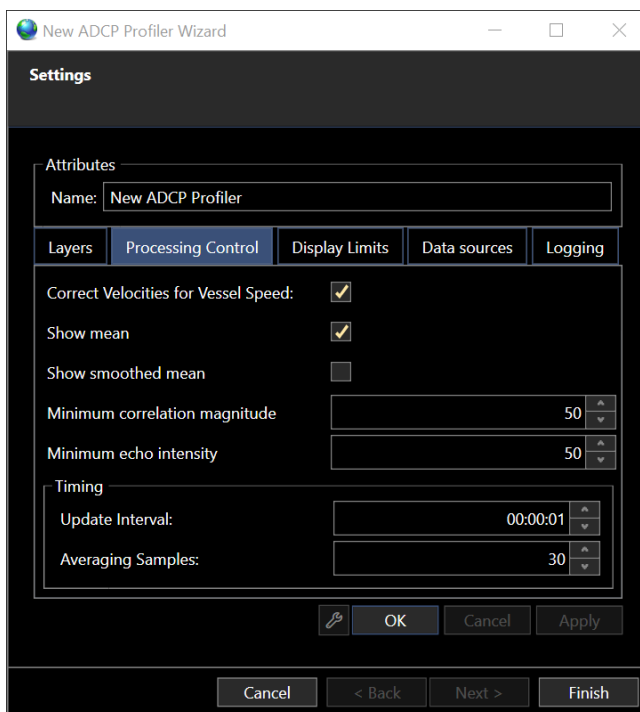 New ADCP Profiler Wizard
Settings
Attributes
Name: New ADCP Profiler
Layers Processing Control Display Limits Data sources Logging
Correct Velocities for Vessel Speed:
Show mean
Show smoothed mean
Minimum correlation magnitude 50
Minimum echo intensity 50
Timing
Update Interval: 00:00:01
Averaging Samples: 30
OK Cancel Apply
Cancel < Back Next > Finish